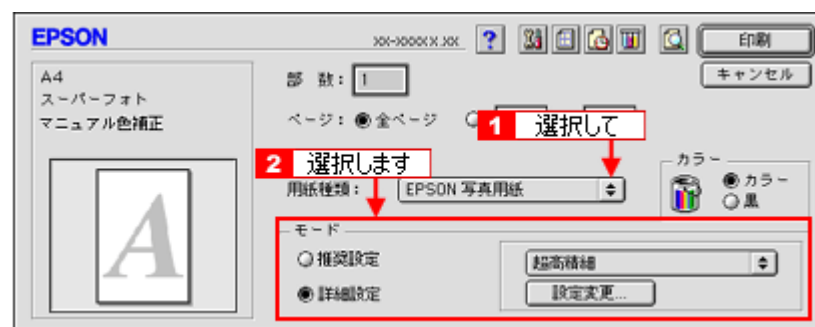 EPSON XX-XXXX X.XX ? 印刷
A4
スーパーフォト
マニュアル色補正
部 数： 1
キャンセル
ページ： 全ページ
1 選択して
2 選択します
用紙種類： EPSON 写真用紙
カラー
カラー
黒
A
モード
推奨設定 超高精細
詳細設定 設定変更...